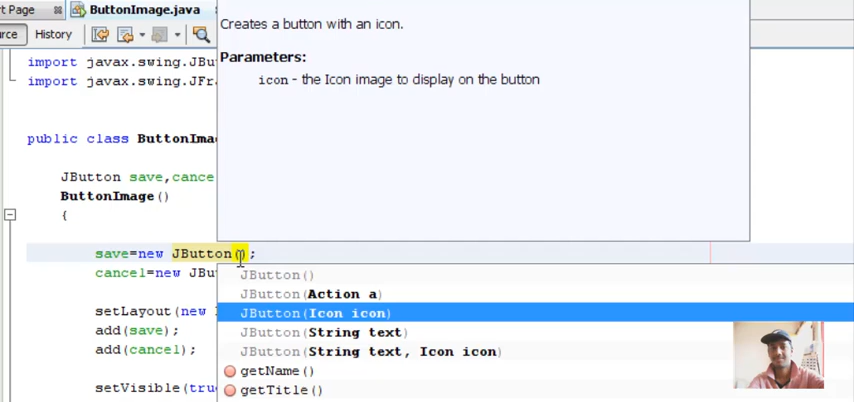 rt Page ButtonImage.java
rce History
Creates a button with an icon.
Parameters:
icon - the Icon image to display on the button
import javax.swing.JBu
import javax.swing.JFra
public class ButtonImag
JButton save,cance
ButtonImage()
{
save=new JButton();
cancel=new JBu
JButton()
JButton(Action a)
JButton(Icon icon)
JButton(String text)
JButton(String text, Icon icon)
getName()
getTitle()
setLayout(new
add(save);
add(cancel);
setVisible(true